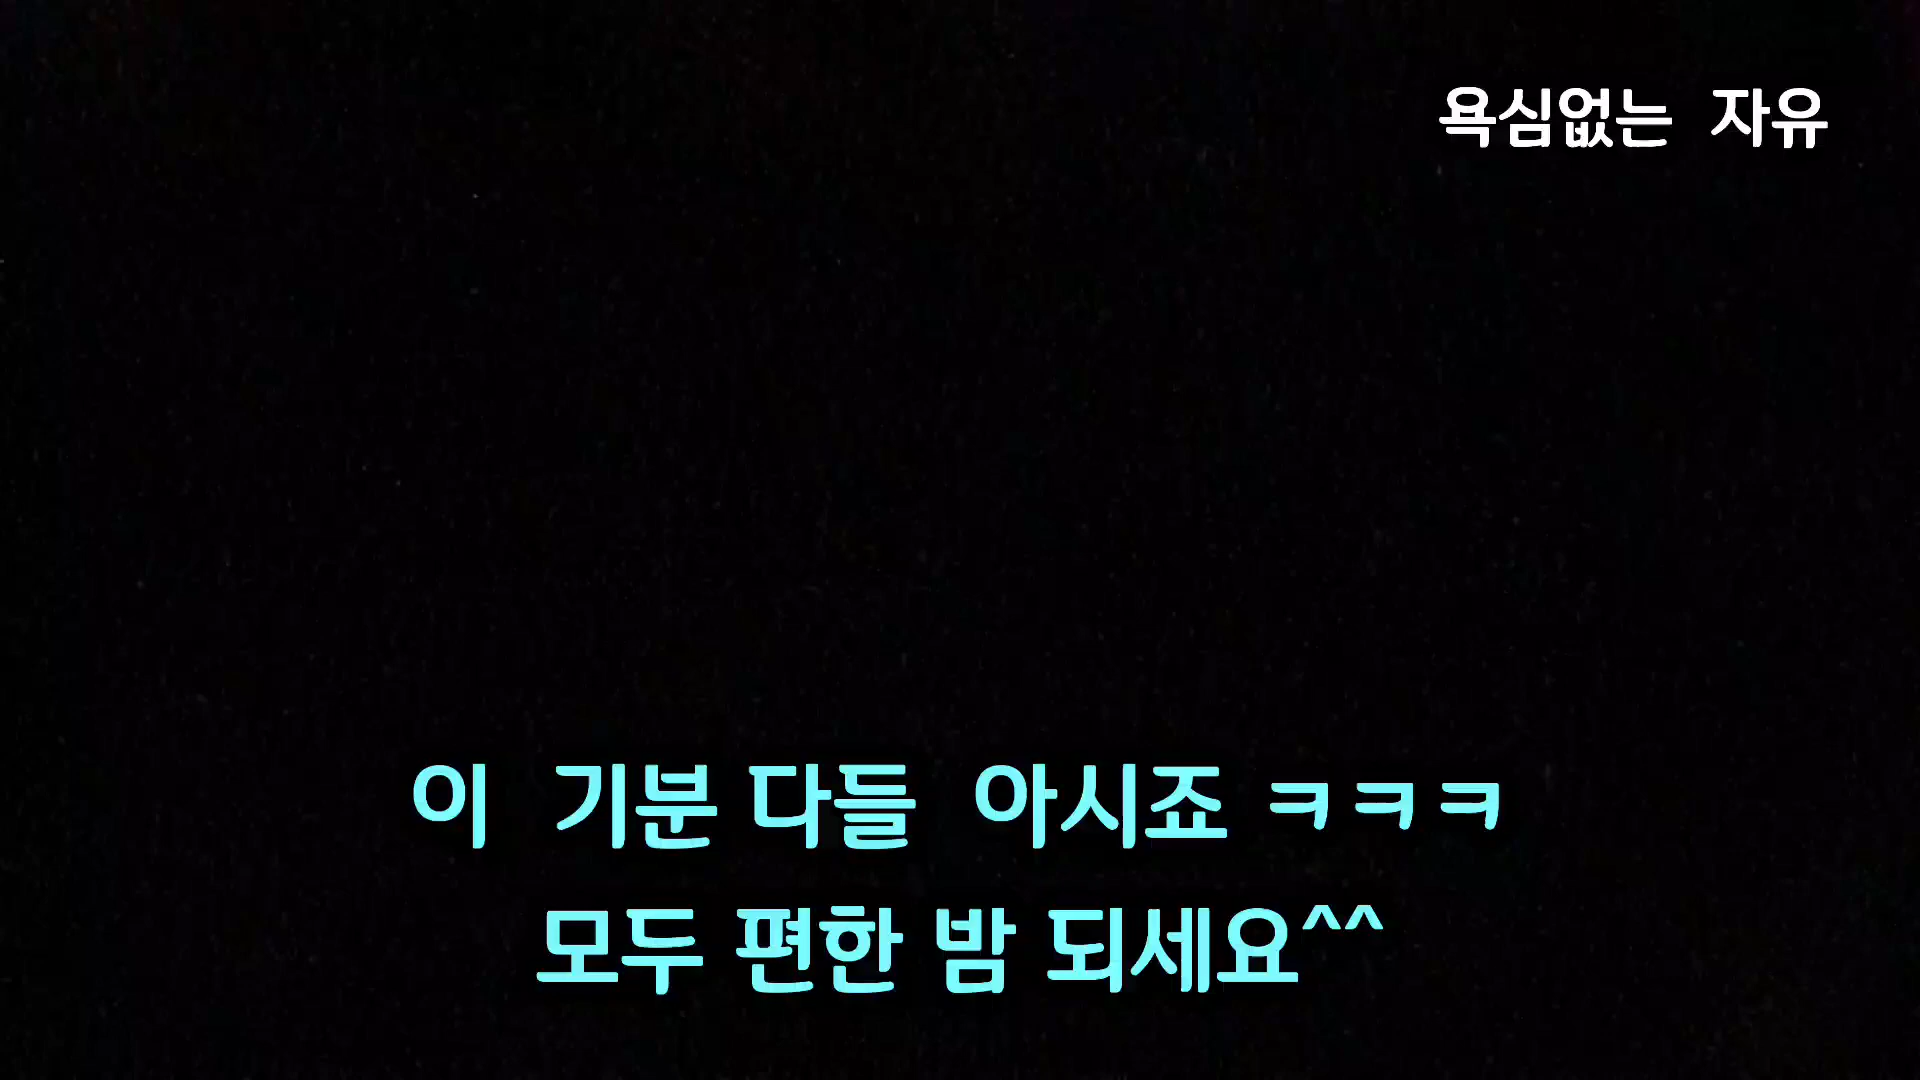 욕심없는 자유
이 기분 다들 아시죠 ㅋㅋㅋ
모두 편한 밤 되세요^^